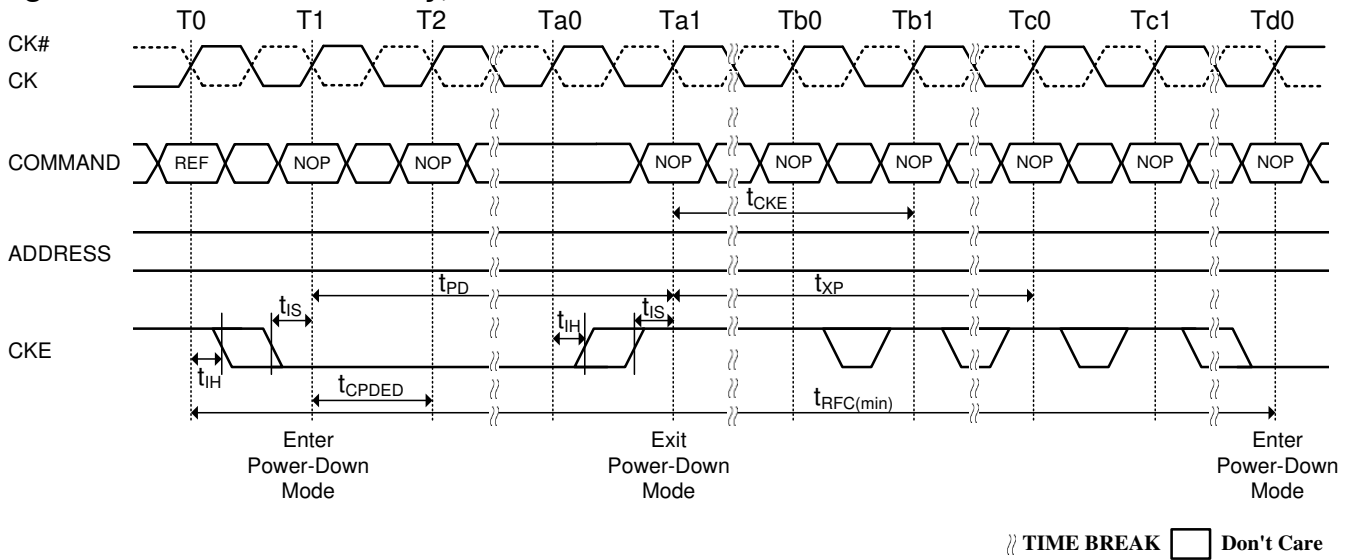 T0 T1 T2 Ta0 Ta1 Tb0 Tb1 Tc0 Tc1 Td0
CK#
CK
COMMAND REF NOP NOP NOP NOP NOP NOP NOP NOP
tCKE
ADDRESS
tPD tXP
tIS tIH tIS
CKE
tIH tCPDED
tRFC(min)
Enter Exit Enter
Power-Down Power-Down Power-Down
Mode Mode Mode
TIME BREAK Don't Care